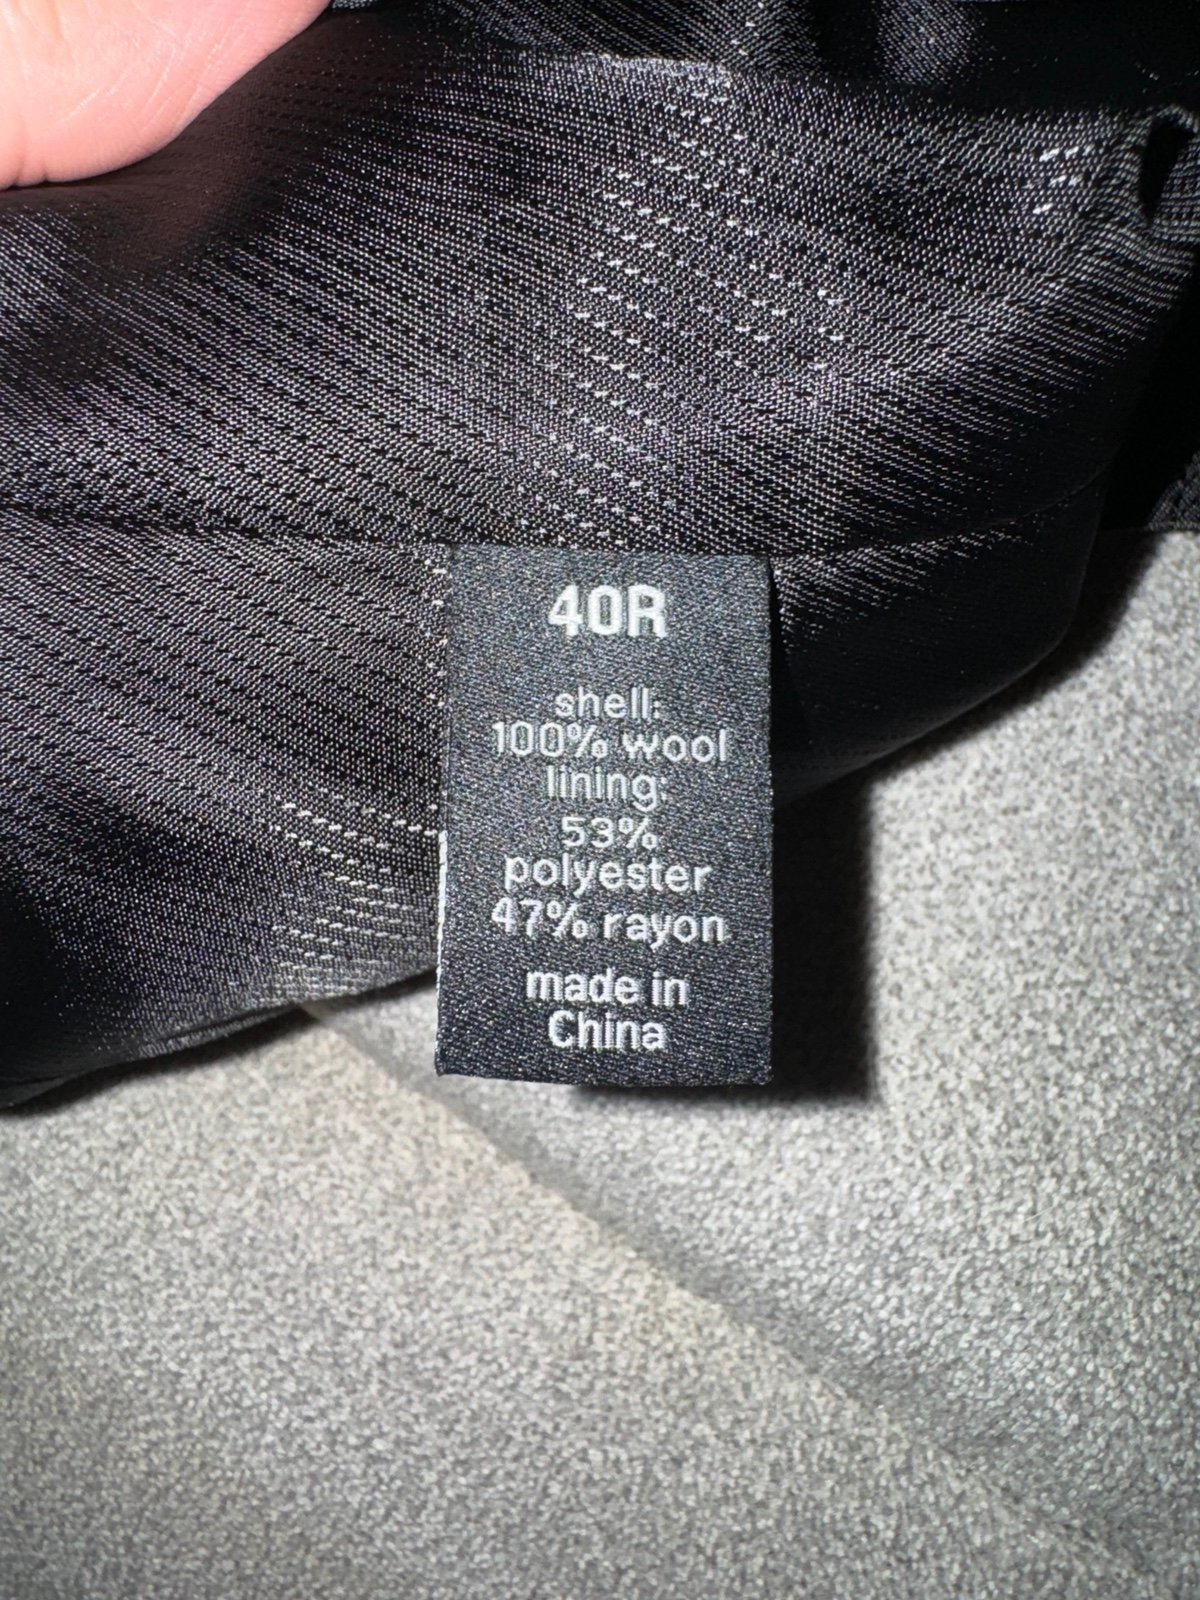 40R
shell:
100% wool
lining:
53%
polyester
47% rayon
made in
China